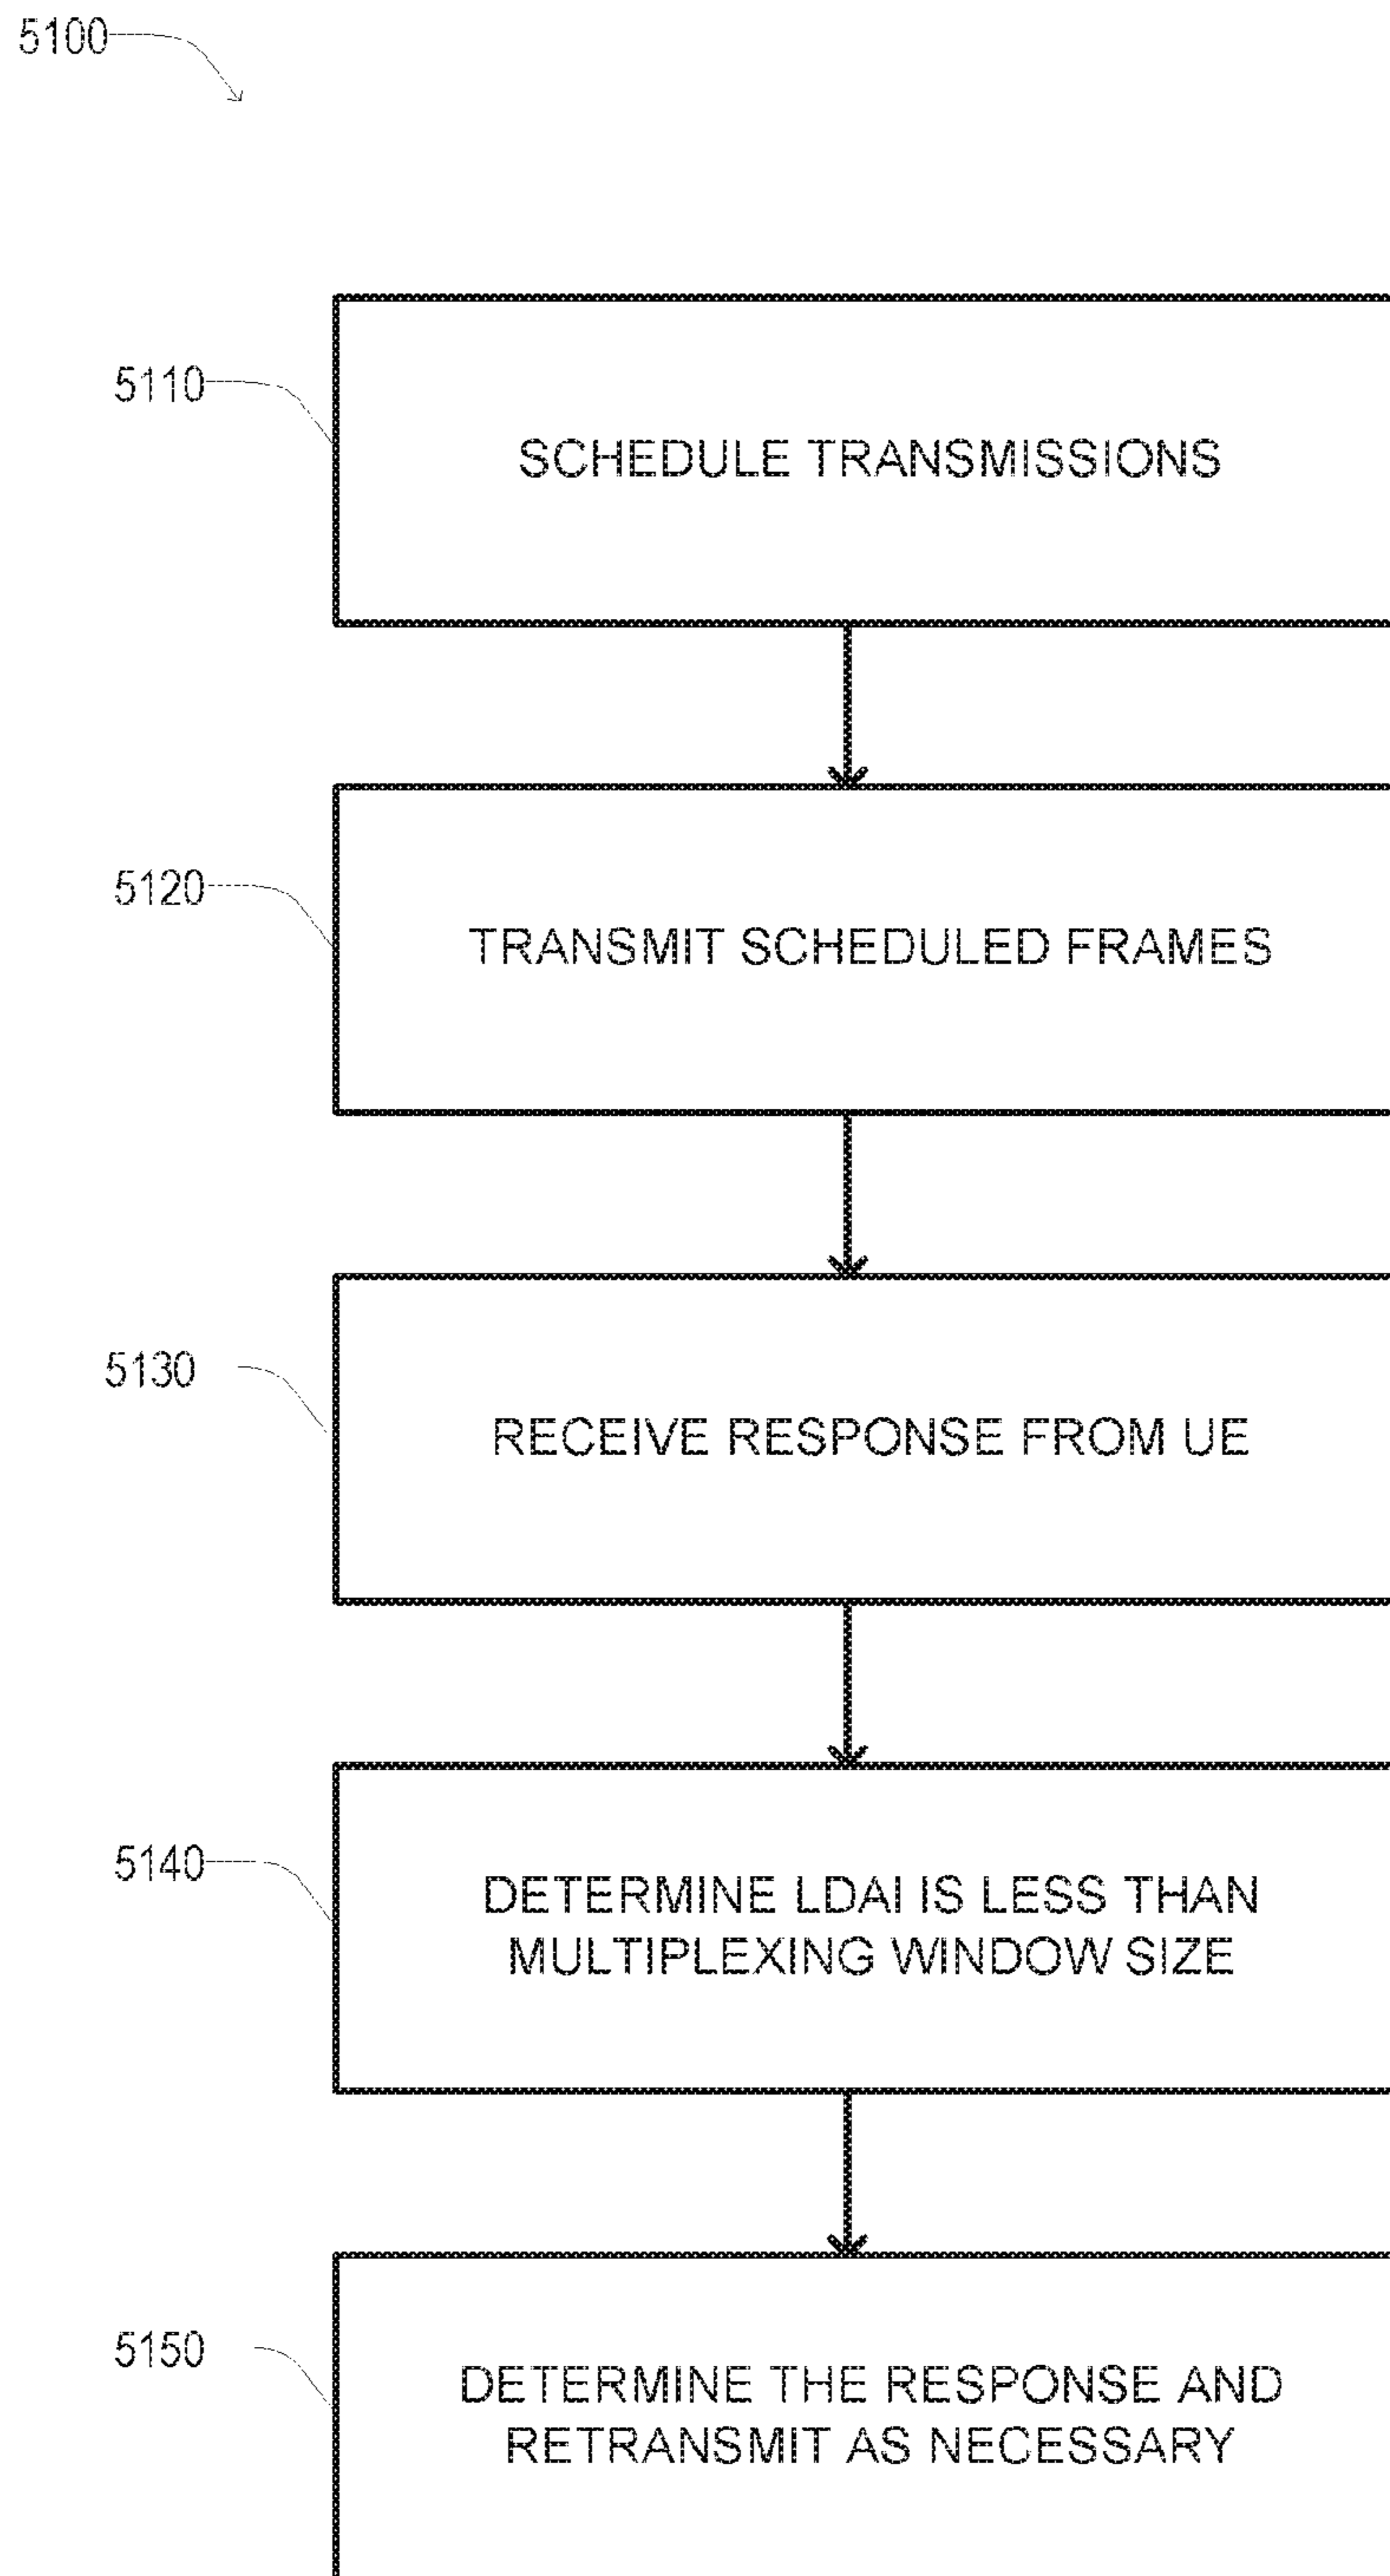 5100
5110
SCHEDULE TRANSMISSIONS
5120
TRANSMIT SCHEDULED FRAMES
5130
RECEIVE RESPONSE FROM UE
5140
DETERMINE LDAI IS LESS THAN
MULTIPLEXING WINDOW SIZE
5150
DETERMINE THE RESPONSE AND
RETRANSMIT AS NECESSARY